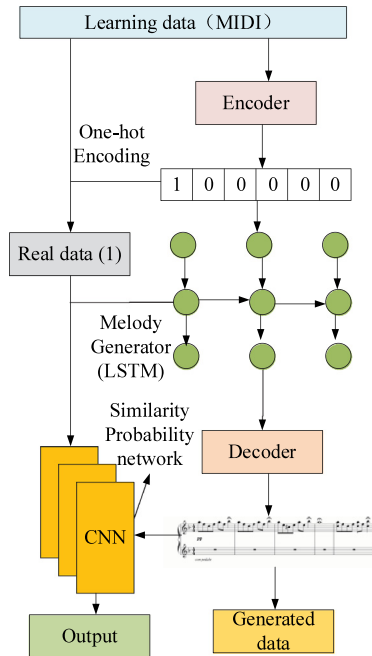 Learning data（MIDI）
Encoder
One-hot
Encoding
1 0 0 0 0 0
Real data (1)
Melody
Generator
(LSTM)
Similarity
Probability
network
Decoder
CNN
Output
Generated
data